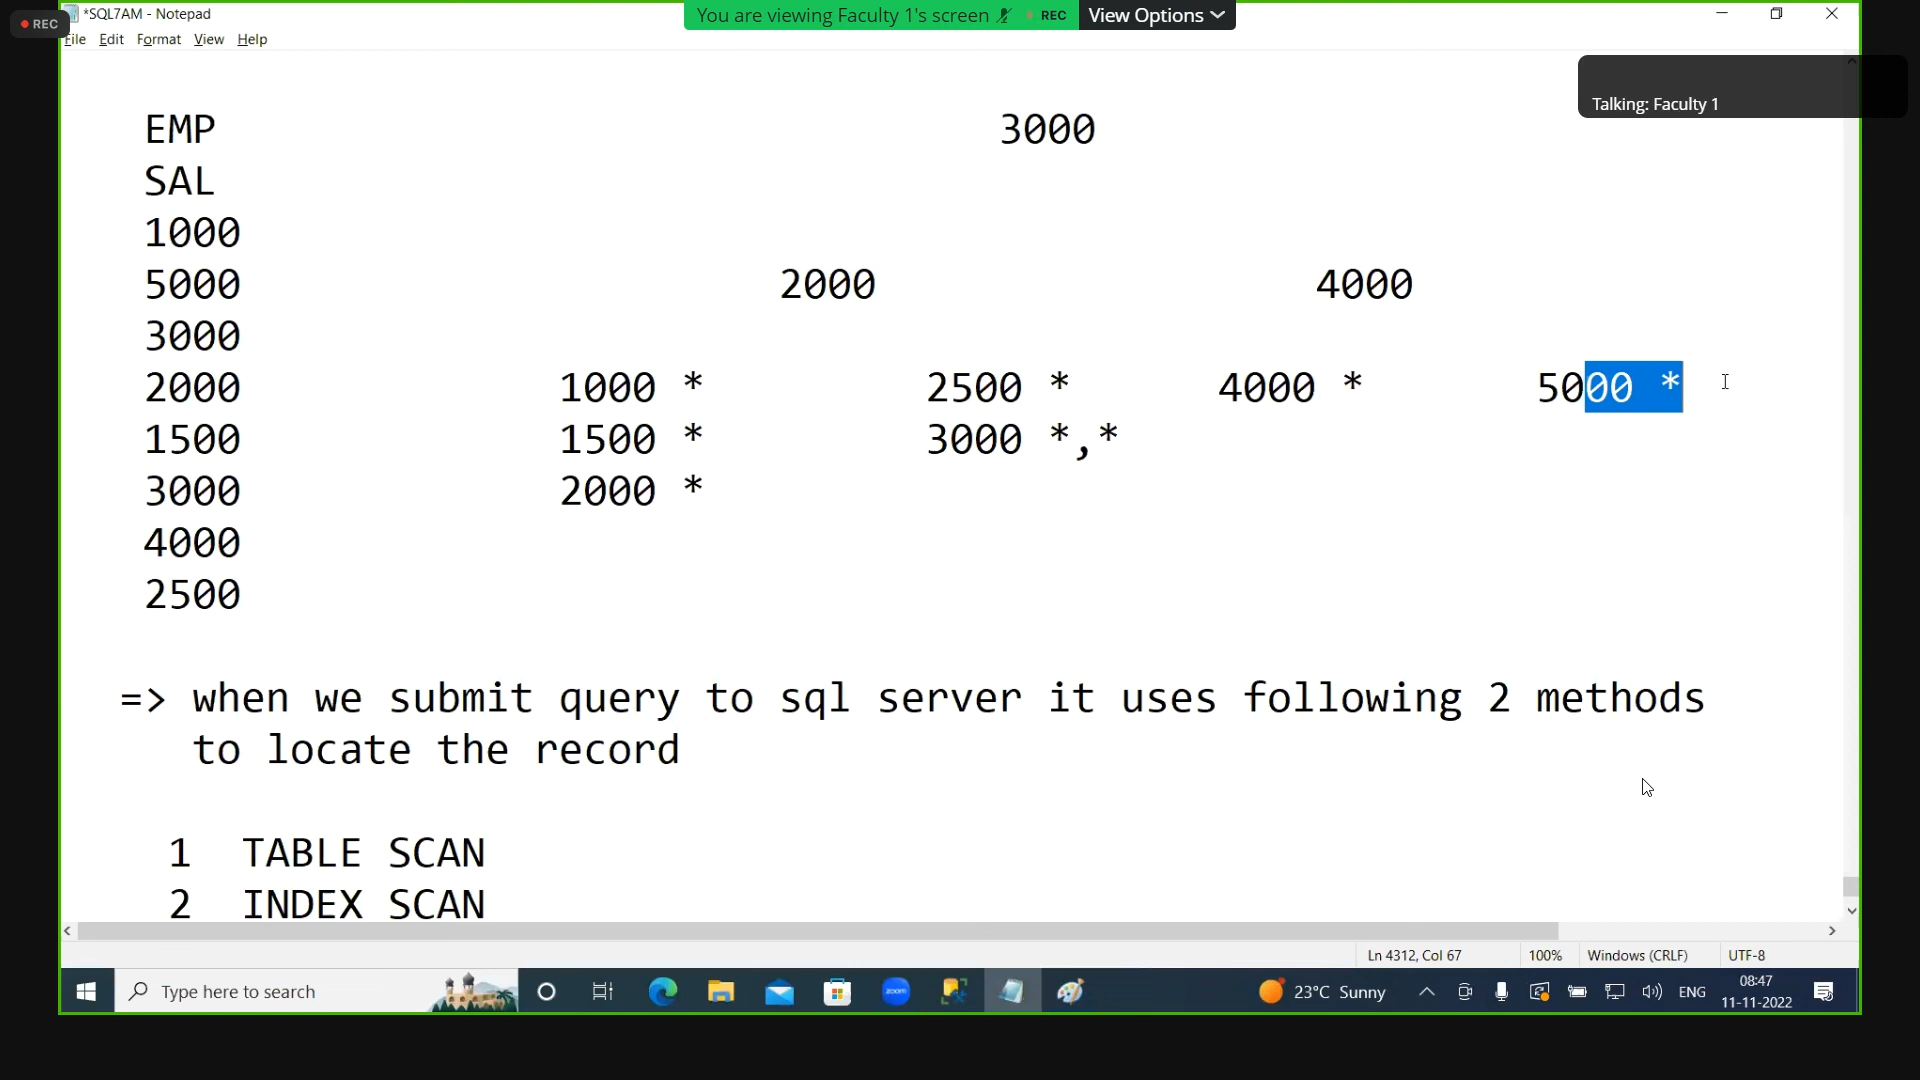 REC
*SQL7AM - Notepad
You are viewing Faculty 1's screen REC View Options
File Edit Format View Help
Talking: Faculty 1
EMP 3000
SAL
1000
5000 2000 4000
3000
2000 1000 * 2500 * 4000 * 5000 *
1500 1500 * 3000 *,*
3000 2000 *
4000
2500
=> when we submit query to sql server it uses following 2 methods
to locate the record
1 TABLE SCAN
2 INDEX SCAN
Ln 4312, Col 67 100% Windows (CRLF) UTF-8
Type here to search zoom 23°C Sunny ENG 08:47
11-11-2022